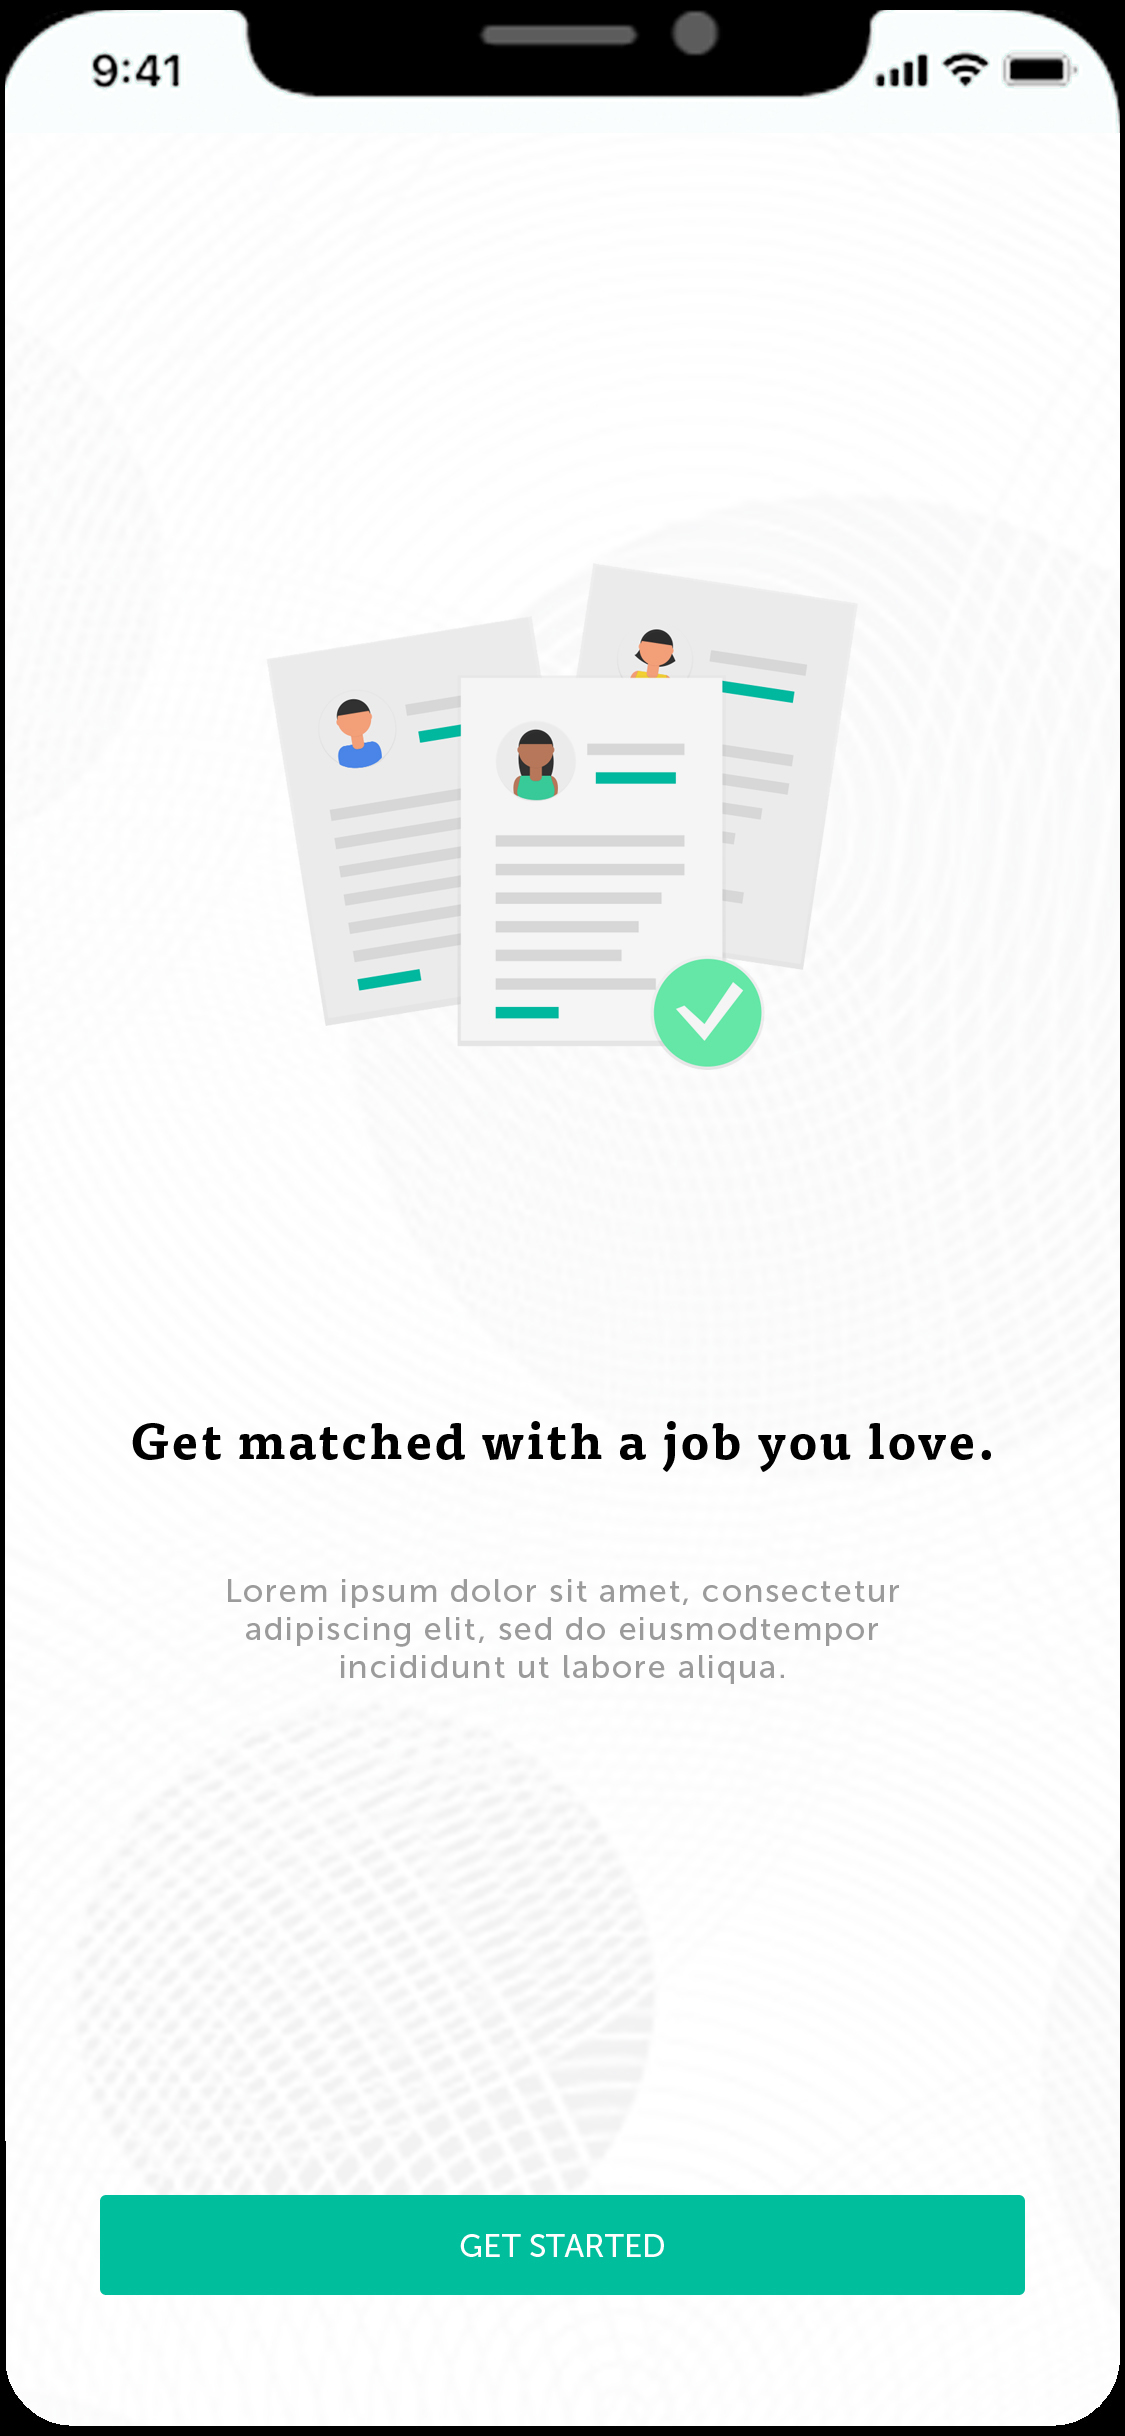 9:41
Get matched with a job you love.
Lorem ipsum dolor sit amet, consectetur
adipiscing elit, sed do eiusmodtempor
incididunt ut labore aliqua.
GET STARTED